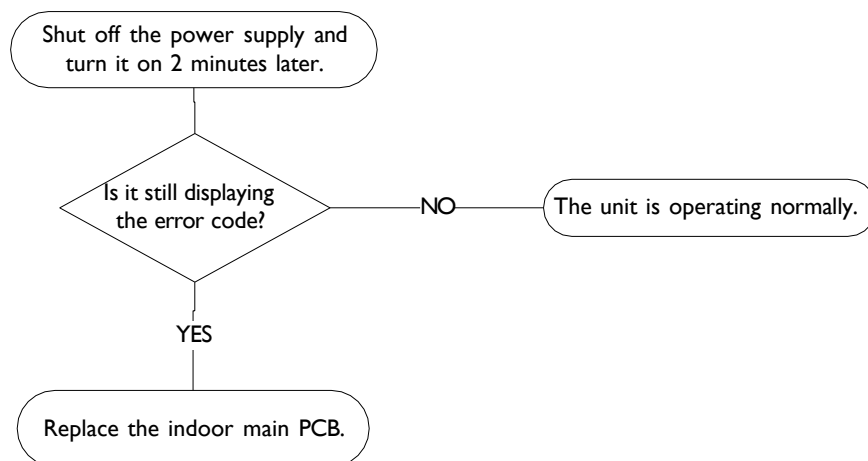 Shut off the power supply and
turn it on 2 minutes later.
Is it still displaying
the error code?
NO
The unit is operating normally.
YES
Replace the indoor main PCB.